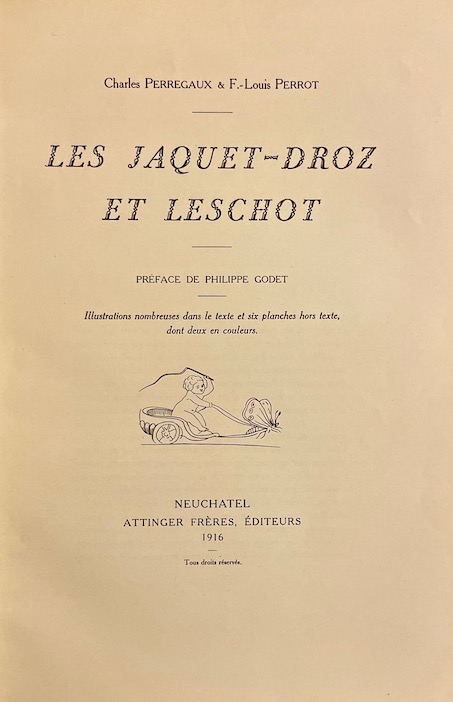 Charles PERREGAUX & F.-Louis PERROT
LES JAQUET-DROZ
ET LESCHOT
PRÉFACE DE PHILIPPE GODET
Illustrations nombreuses dans le texte et six planches hors texte,
dont deux en couleurs.
NEUCHATEL
ATTINGER FRÈRES, ÉDITEURS
1916
Tous droits réservés.